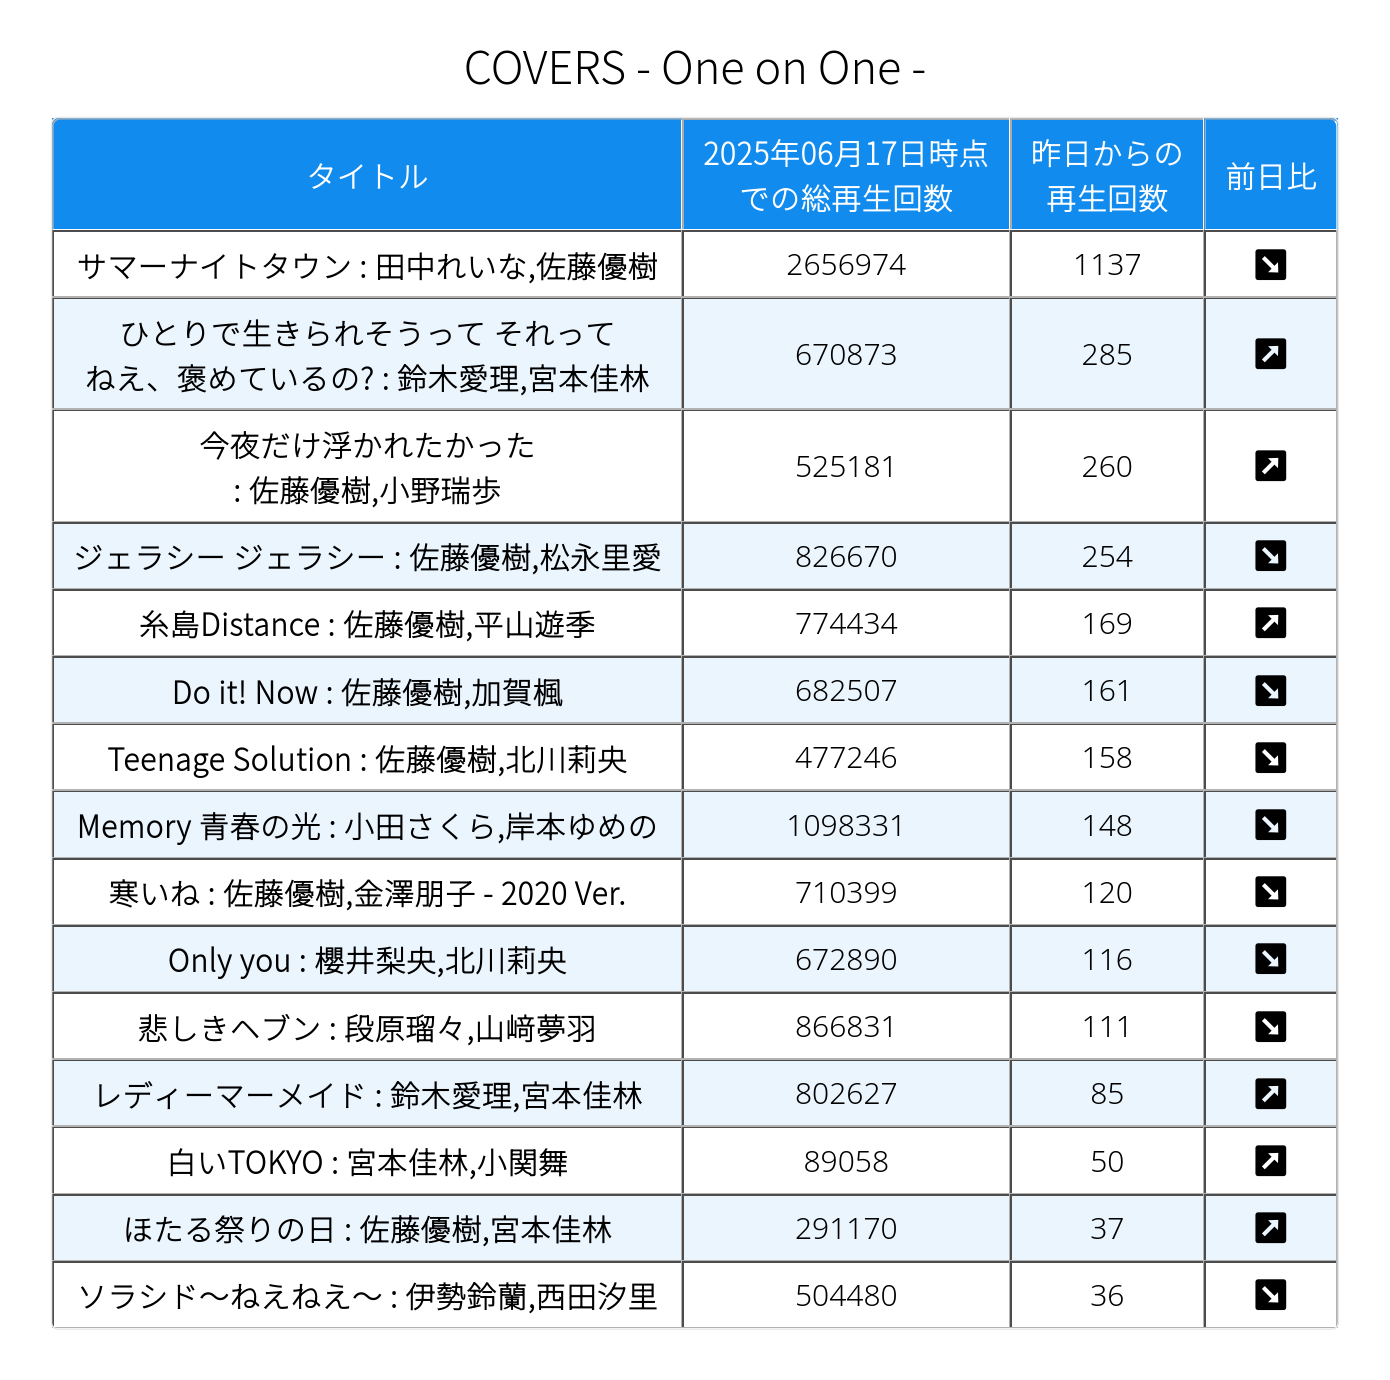 COVERS - One on One -
タイトル
2025年06月17日時点
での総再生回数
昨日からの
再生回数
前日比
サマーナイトタウン : 田中れいな,佐藤優樹
2656974
1137
ひとりで生きられそうって それって
ねえ、褒めているの? : 鈴木愛理,宮本佳林
670873
285
今夜だけ浮かれたかった
: 佐藤優樹,小野瑞歩
525181
260
ジェラシー ジェラシー : 佐藤優樹,松永里愛
826670
254
糸島Distance : 佐藤優樹,平山遊季
774434
169
Do it! Now : 佐藤優樹,加賀楓
682507
161
Teenage Solution : 佐藤優樹,北川莉央
477246
158
Memory 青春の光 : 小田さくら,岸本ゆめの
1098331
148
寒いね : 佐藤優樹,金澤朋子 - 2020 Ver.
710399
120
Only you : 櫻井梨央,北川莉央
672890
116
悲しきヘブン : 段原瑠々,山﨑夢羽
866831
111
レディーマーメイド : 鈴木愛理,宮本佳林
802627
85
白いTOKYO : 宮本佳林,小関舞
89058
50
ほたる祭りの日 : 佐藤優樹,宮本佳林
291170
37
ソラシド〜ねえねえ〜 : 伊勢鈴蘭,西田汐里
504480
36